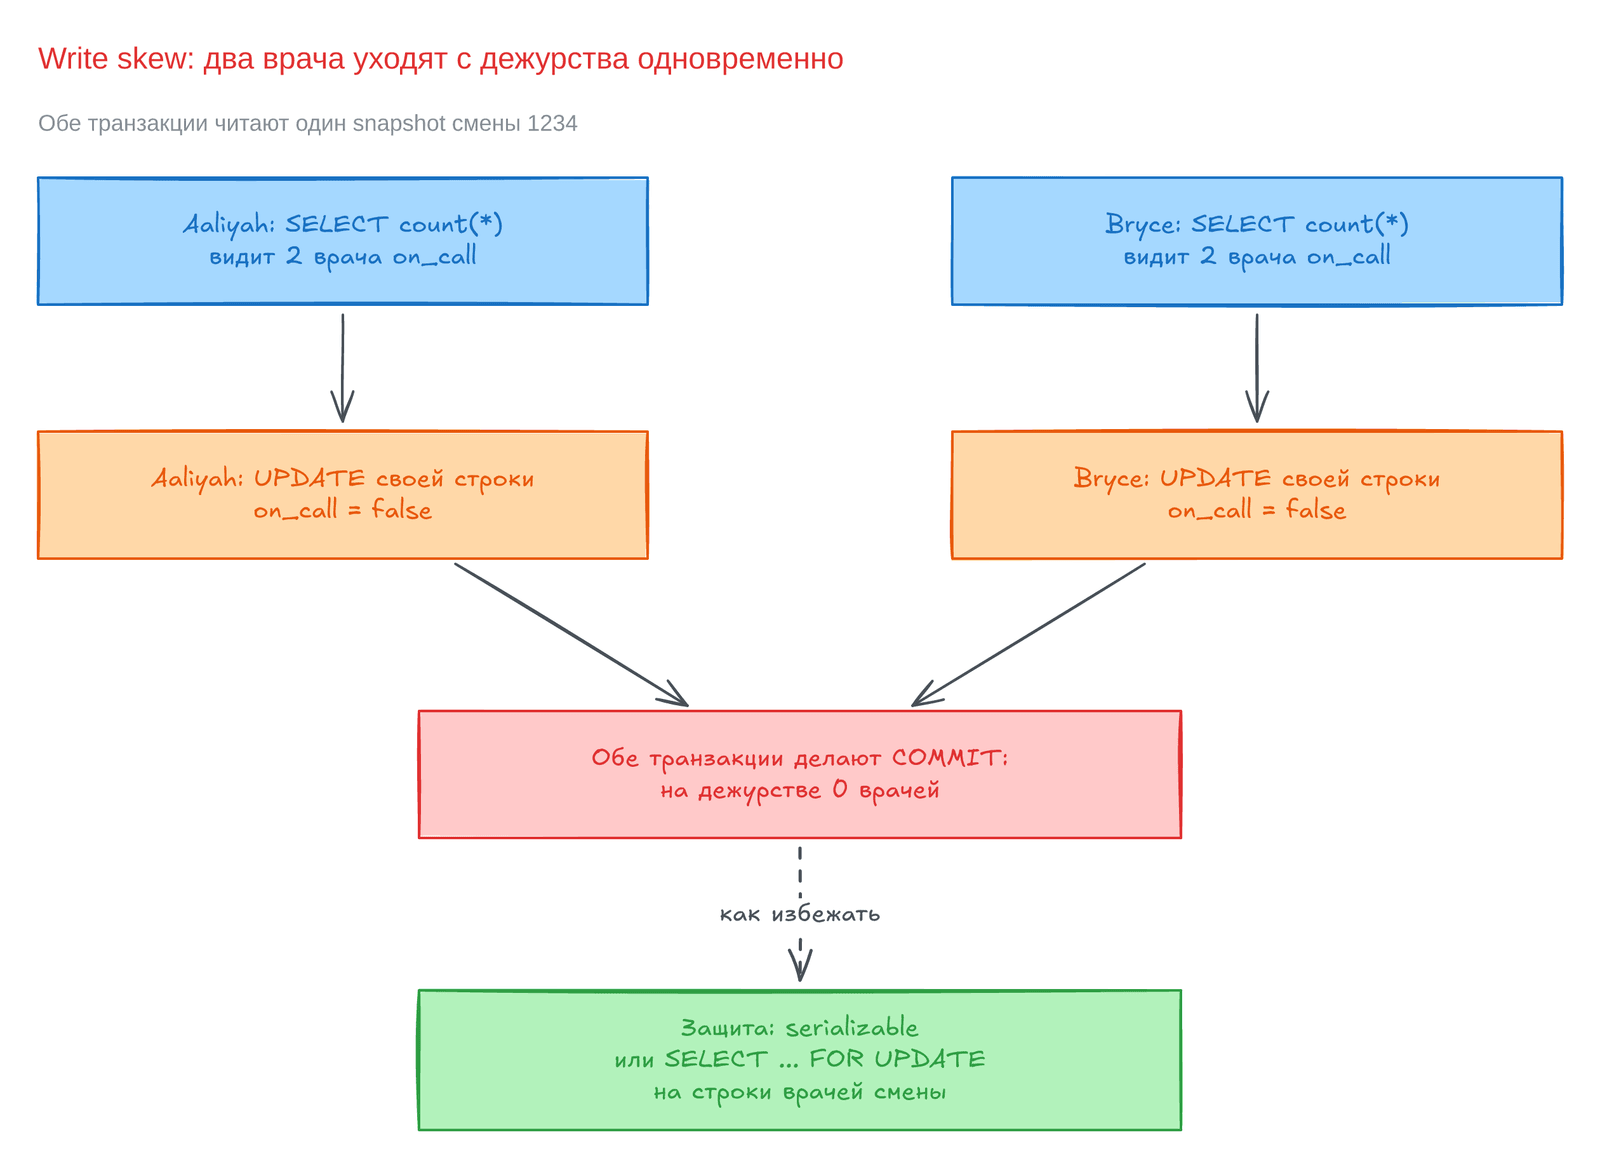 Write skew: два врача уходят с дежурства одновременно
Обе транзакции читают один snapshot смены 1234
Aaliyah: SELECT count(*)
видит 2 врача on_call
Bryce: SELECT count(*)
видит 2 врача on_call
Aaliyah: UPDATE своей строки
on_call = false
Bryce: UPDATE своей строки
on_call = false
Обе транзакции делают COMMIT:
на дежурстве 0 врачей
как избежать
Защита: serializable
или SELECT ... FOR UPDATE
на строки врачей смены